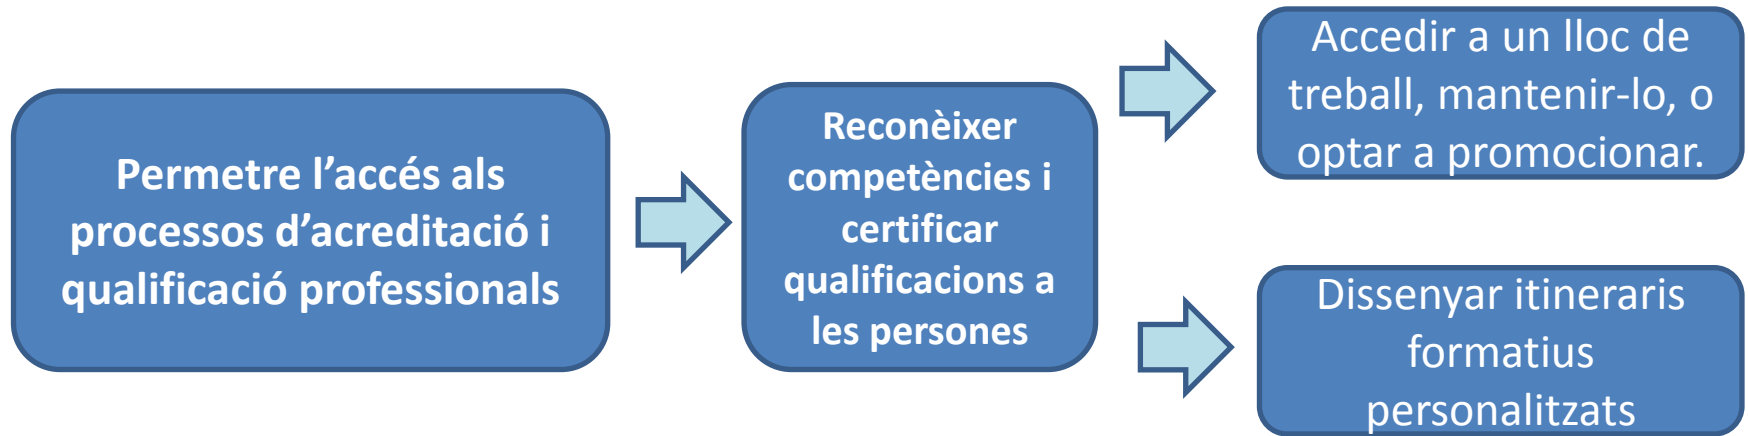 Permetre l’accés als
processos d’acreditació i
qualificació professionals
Reconèixer
competències i
certificar
qualificacions a
les persones
Accedir a un lloc de
treball, mantenir-lo, o
optar a promocionar.
Dissenyar itineraris
formatius
personalitzats